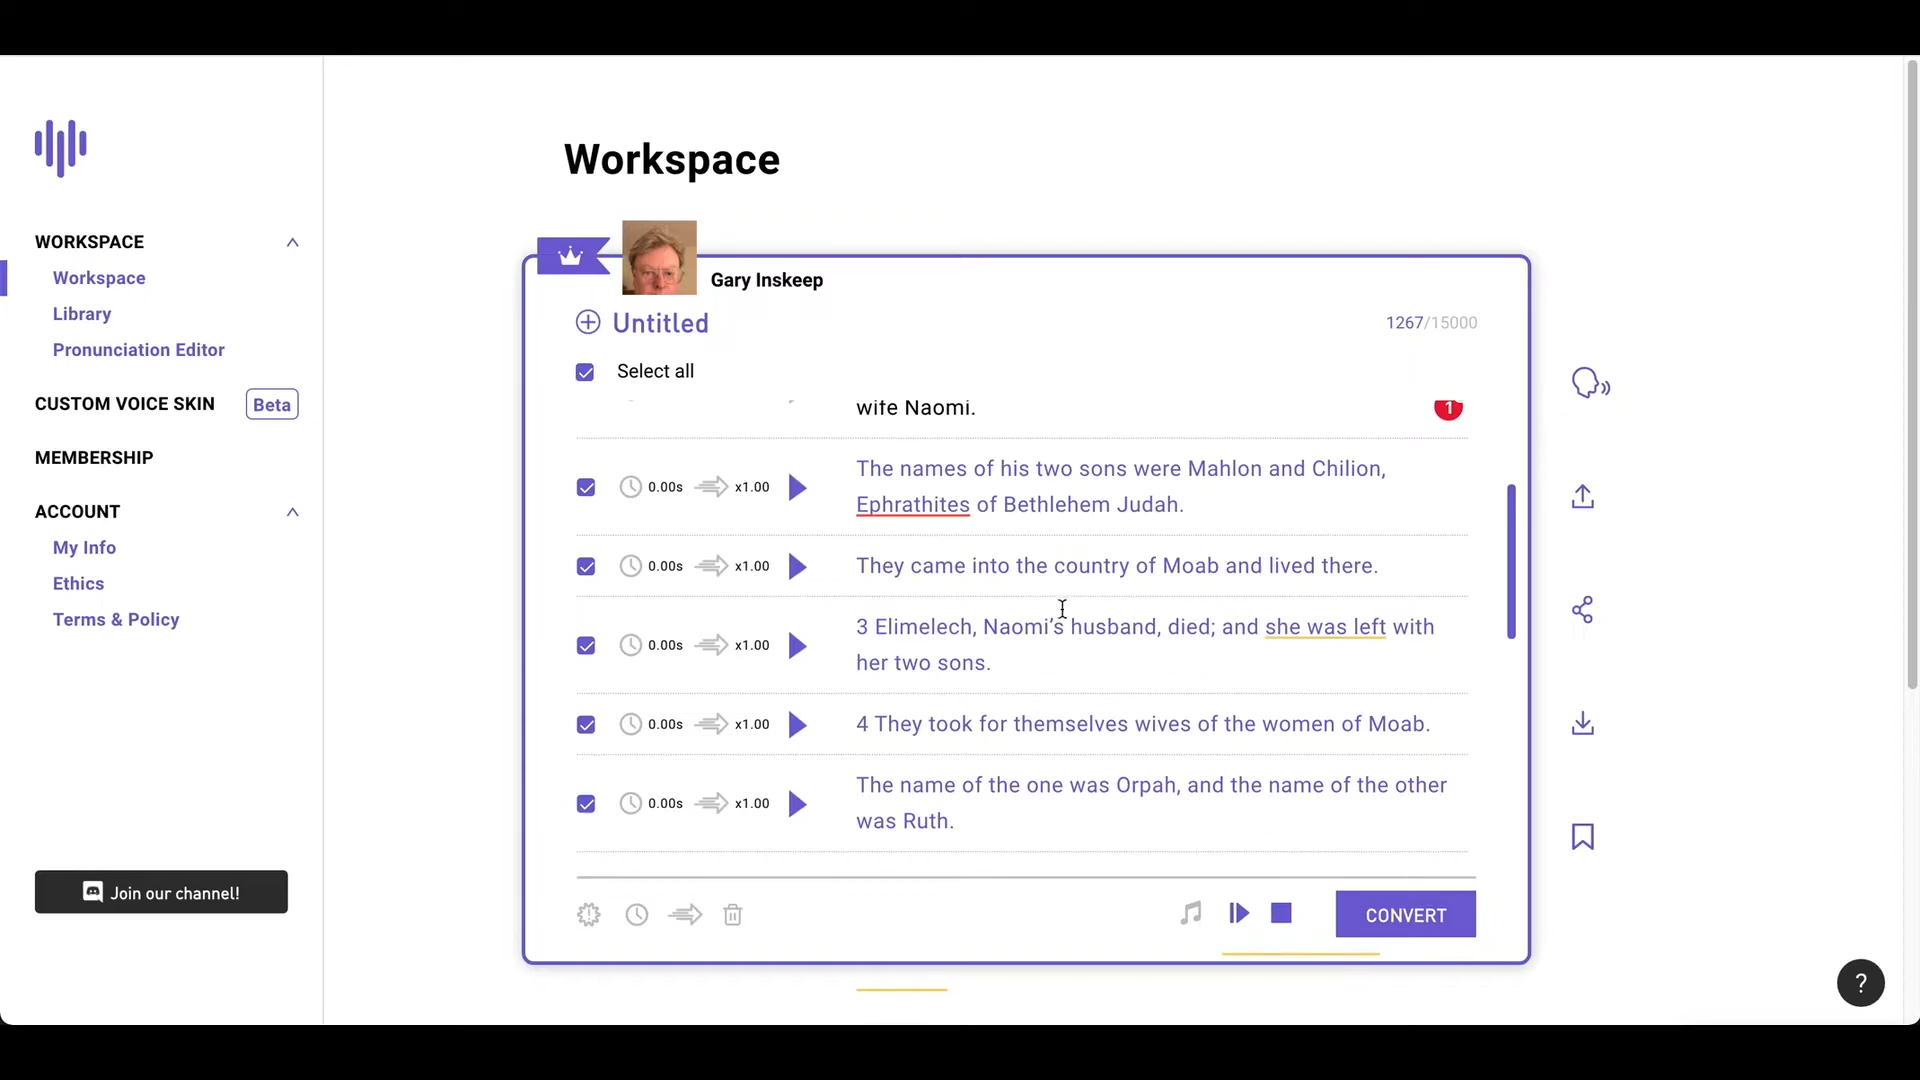 Workspace
WORKSPACE
Workspace
Library
Pronunciation Editor
CUSTOM VOICE SKIN Beta
MEMBERSHIP
ACCOUNT
My Info
Ethics
Terms & Policy
Join our channel!
Gary Inskeep
Untitled
1267/15000
Select all
wife Naomi.
1
0.00s x1.00 The names of his two sons were Mahlon and Chilion,
Ephrathites of Bethlehem Judah.
0.00s x1.00 They came into the country of Moab and lived there.
0.00s x1.00 3 Elimelech, Naomi’s husband, died; and she was left with
her two sons.
0.00s x1.00 4 They took for themselves wives of the women of Moab.
0.00s x1.00 The name of the one was Orpah, and the name of the other
was Ruth.
CONVERT
?